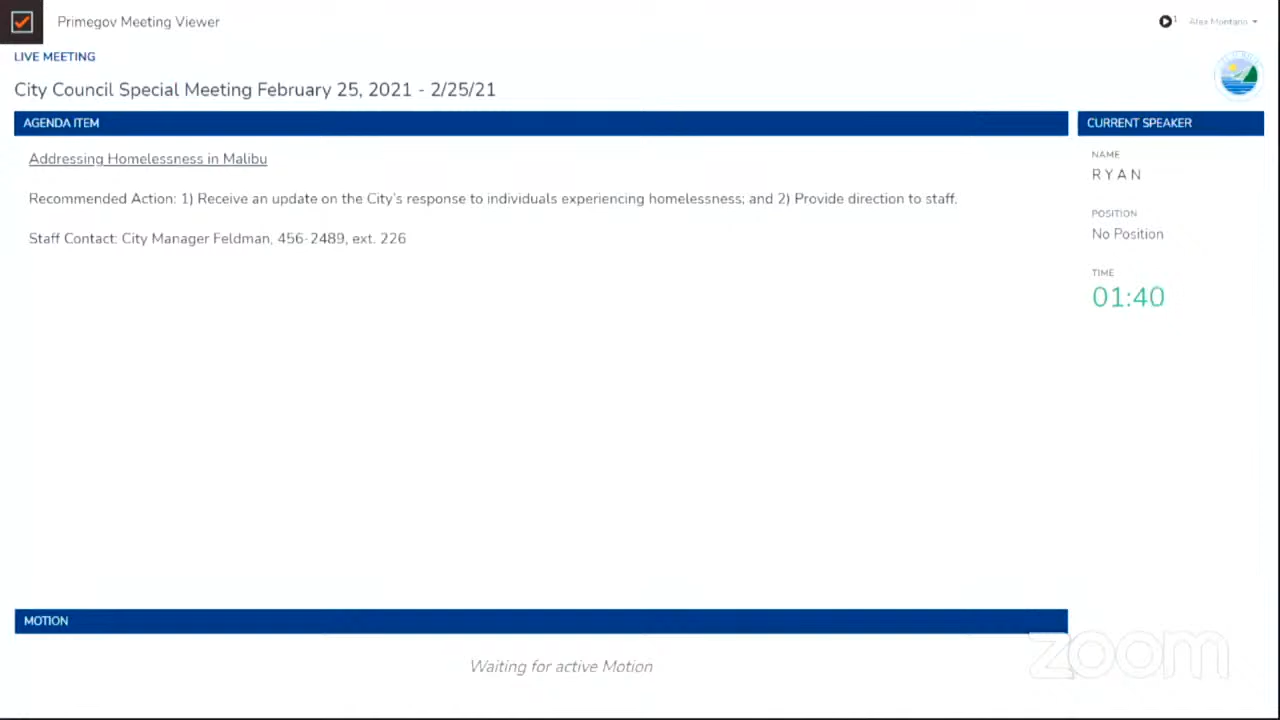 Primegov Meeting Viewer
1 Alex Montano
LIVE MEETING
City Council Special Meeting February 25, 2021 - 2/25/21
AGENDA ITEM
CURRENT SPEAKER
Addressing Homelessness in Malibu
Recommended Action: 1) Receive an update on the City's response to individuals experiencing homelessness; and 2) Provide direction to staff.
Staff Contact: City Manager Feldman, 456-2489, ext. 226
NAME
R Y A N
POSITION
No Position
TIME
01:40
MOTION
Waiting for active Motion
zoom